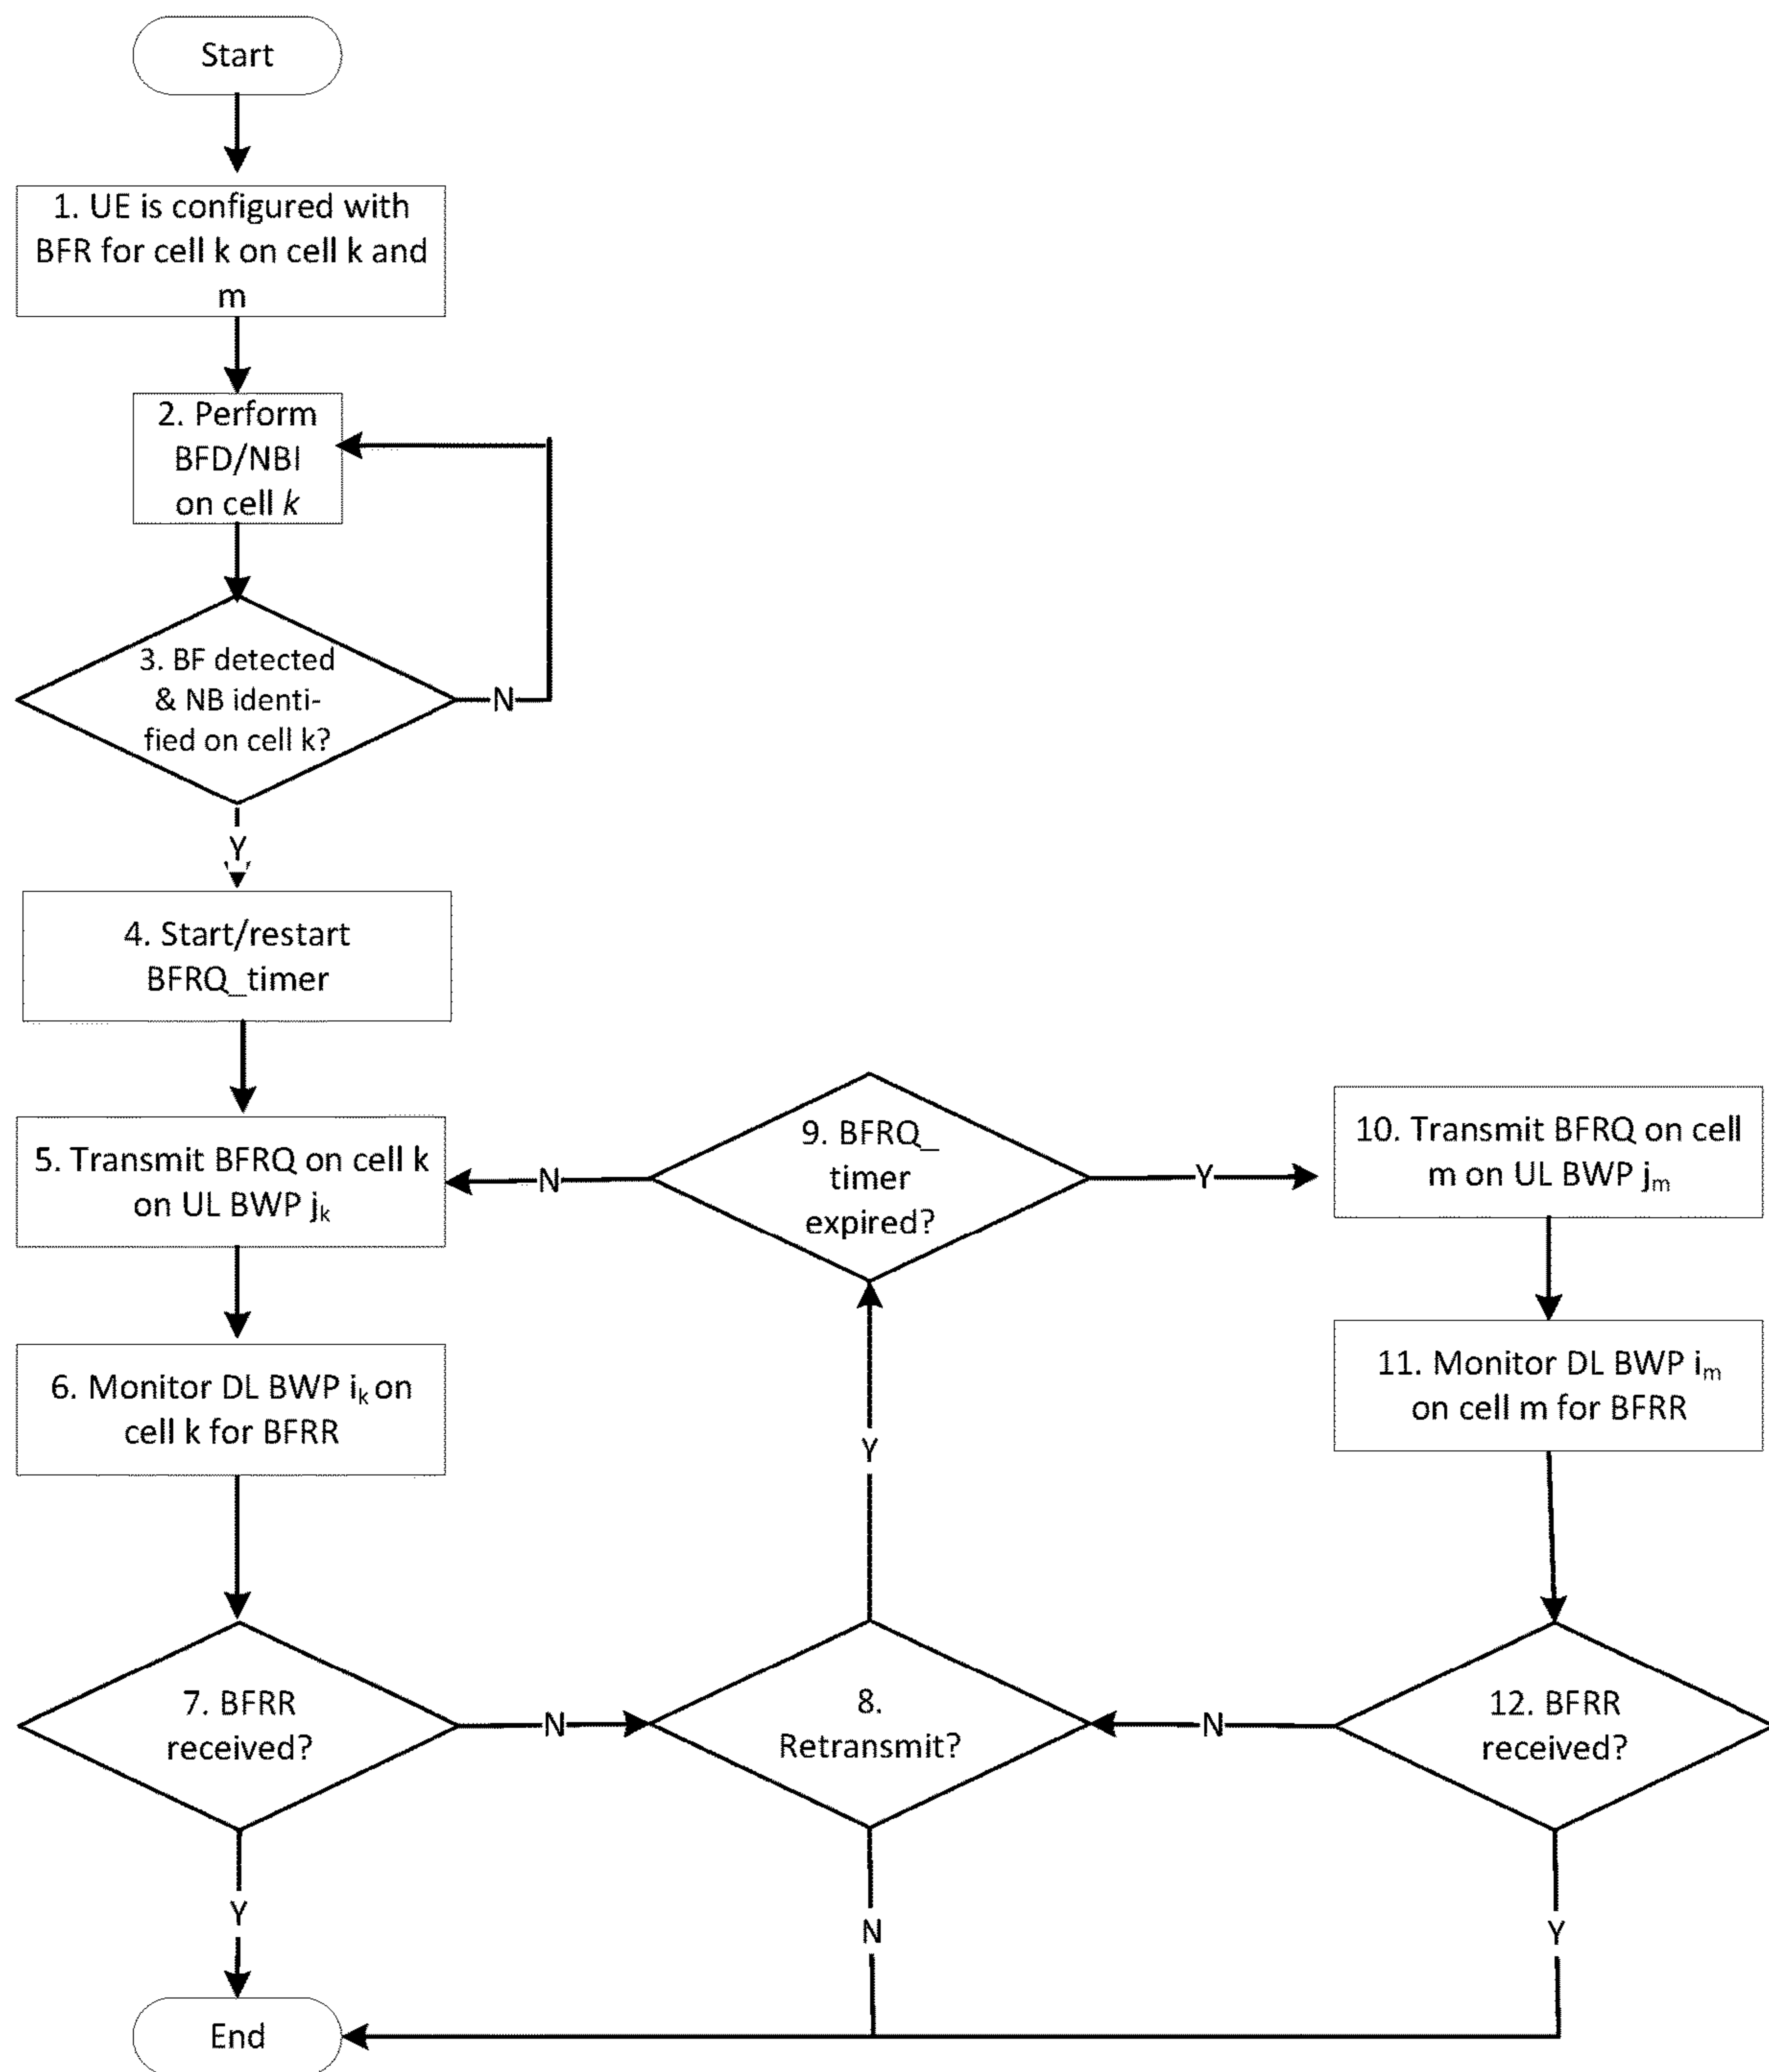 Start
1. UE is configured with
BFR for cell k on cell k and
m
2. Perform
BFD/NBI
on cell k
3. BF detected
& NB identi-
fied on cell k?
N
Y
4. Start/restart
BFRQ_timer
5. Transmit BFRQ on cell k
on UL BWP jk
N
9. BFRQ_
timer
expired?
Y
10. Transmit BFRQ on cell
m on UL BWP jm
6. Monitor DL BWP ik on
cell k for BFRR
Y
11. Monitor DL BWP im
on cell m for BFRR
7. BFRR
received?
N
8.
Retransmit?
N
12. BFRR
received?
Y
N
Y
End